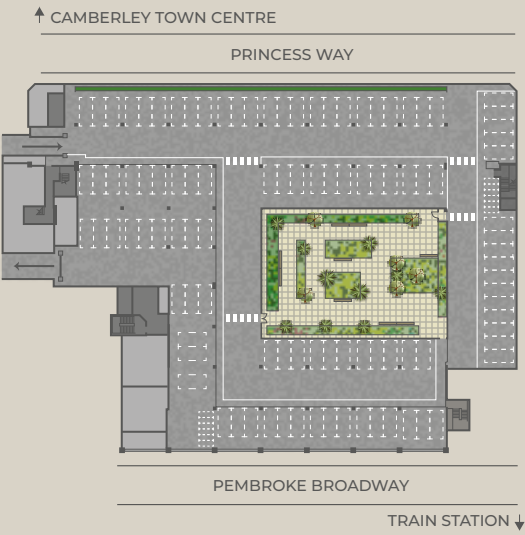 CAMBERLEY TOWN CENTRE
PRINCESS WAY
PEMBROKE BROADWAY
TRAIN STATION